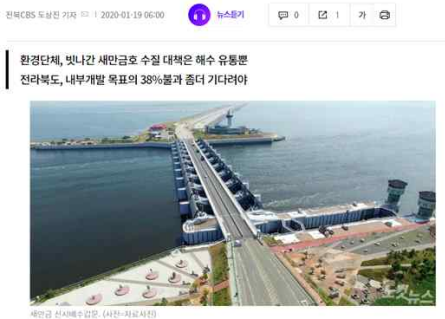 전북CBS 도상진 기자 | 2020-01-19 06:00
뉴스듣기
0
1
가
환경단체, 빗나간 새만금호 수질 대책은 해수 유통뿐
전라북도, 내부개발 목표의 38%불과 좀더 기다려야
노컷뉴스
새만금 신시배수갑문. (사진=자료사진)